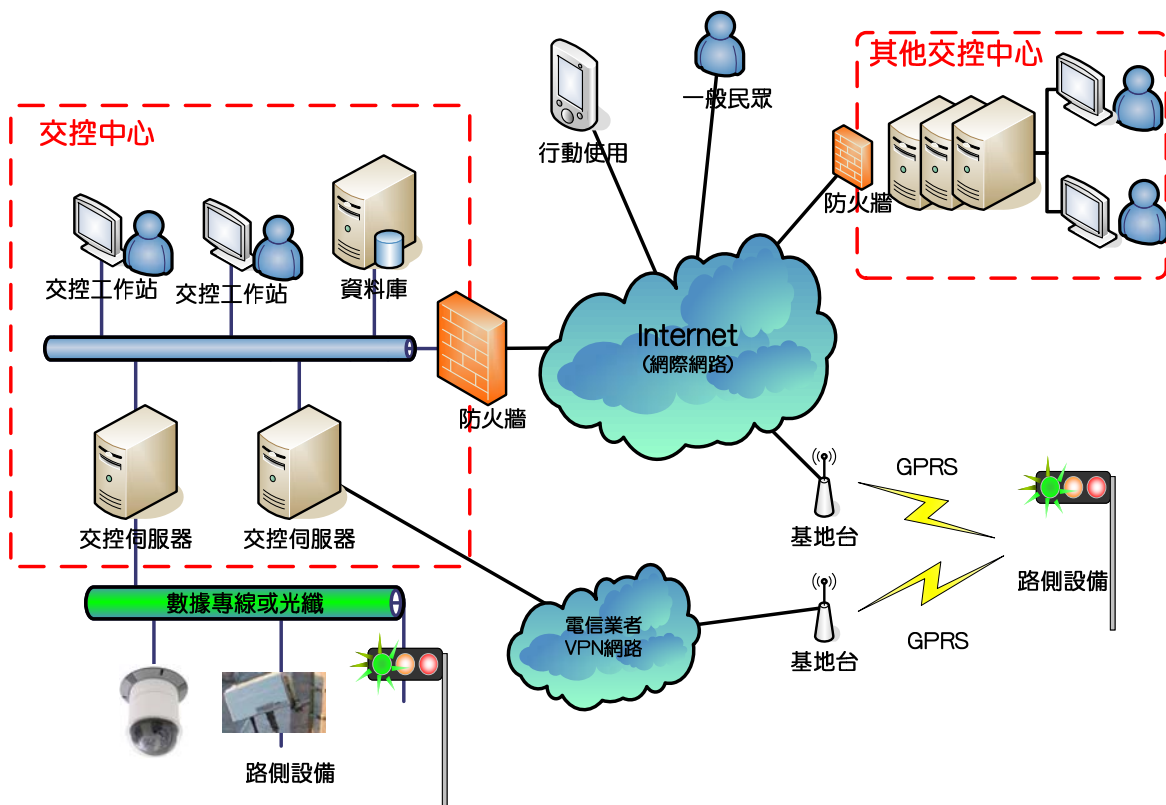 一般民眾
行動使用
其他交控中心
防火牆
交控中心
交控工作站
交控工作站
資料庫
防火牆
Internet
(網際網路)
交控伺服器
交控伺服器
基地台
GPRS
路側設備
數據專線或光纖
電信業者
VPN網路
基地台
GPRS
路側設備